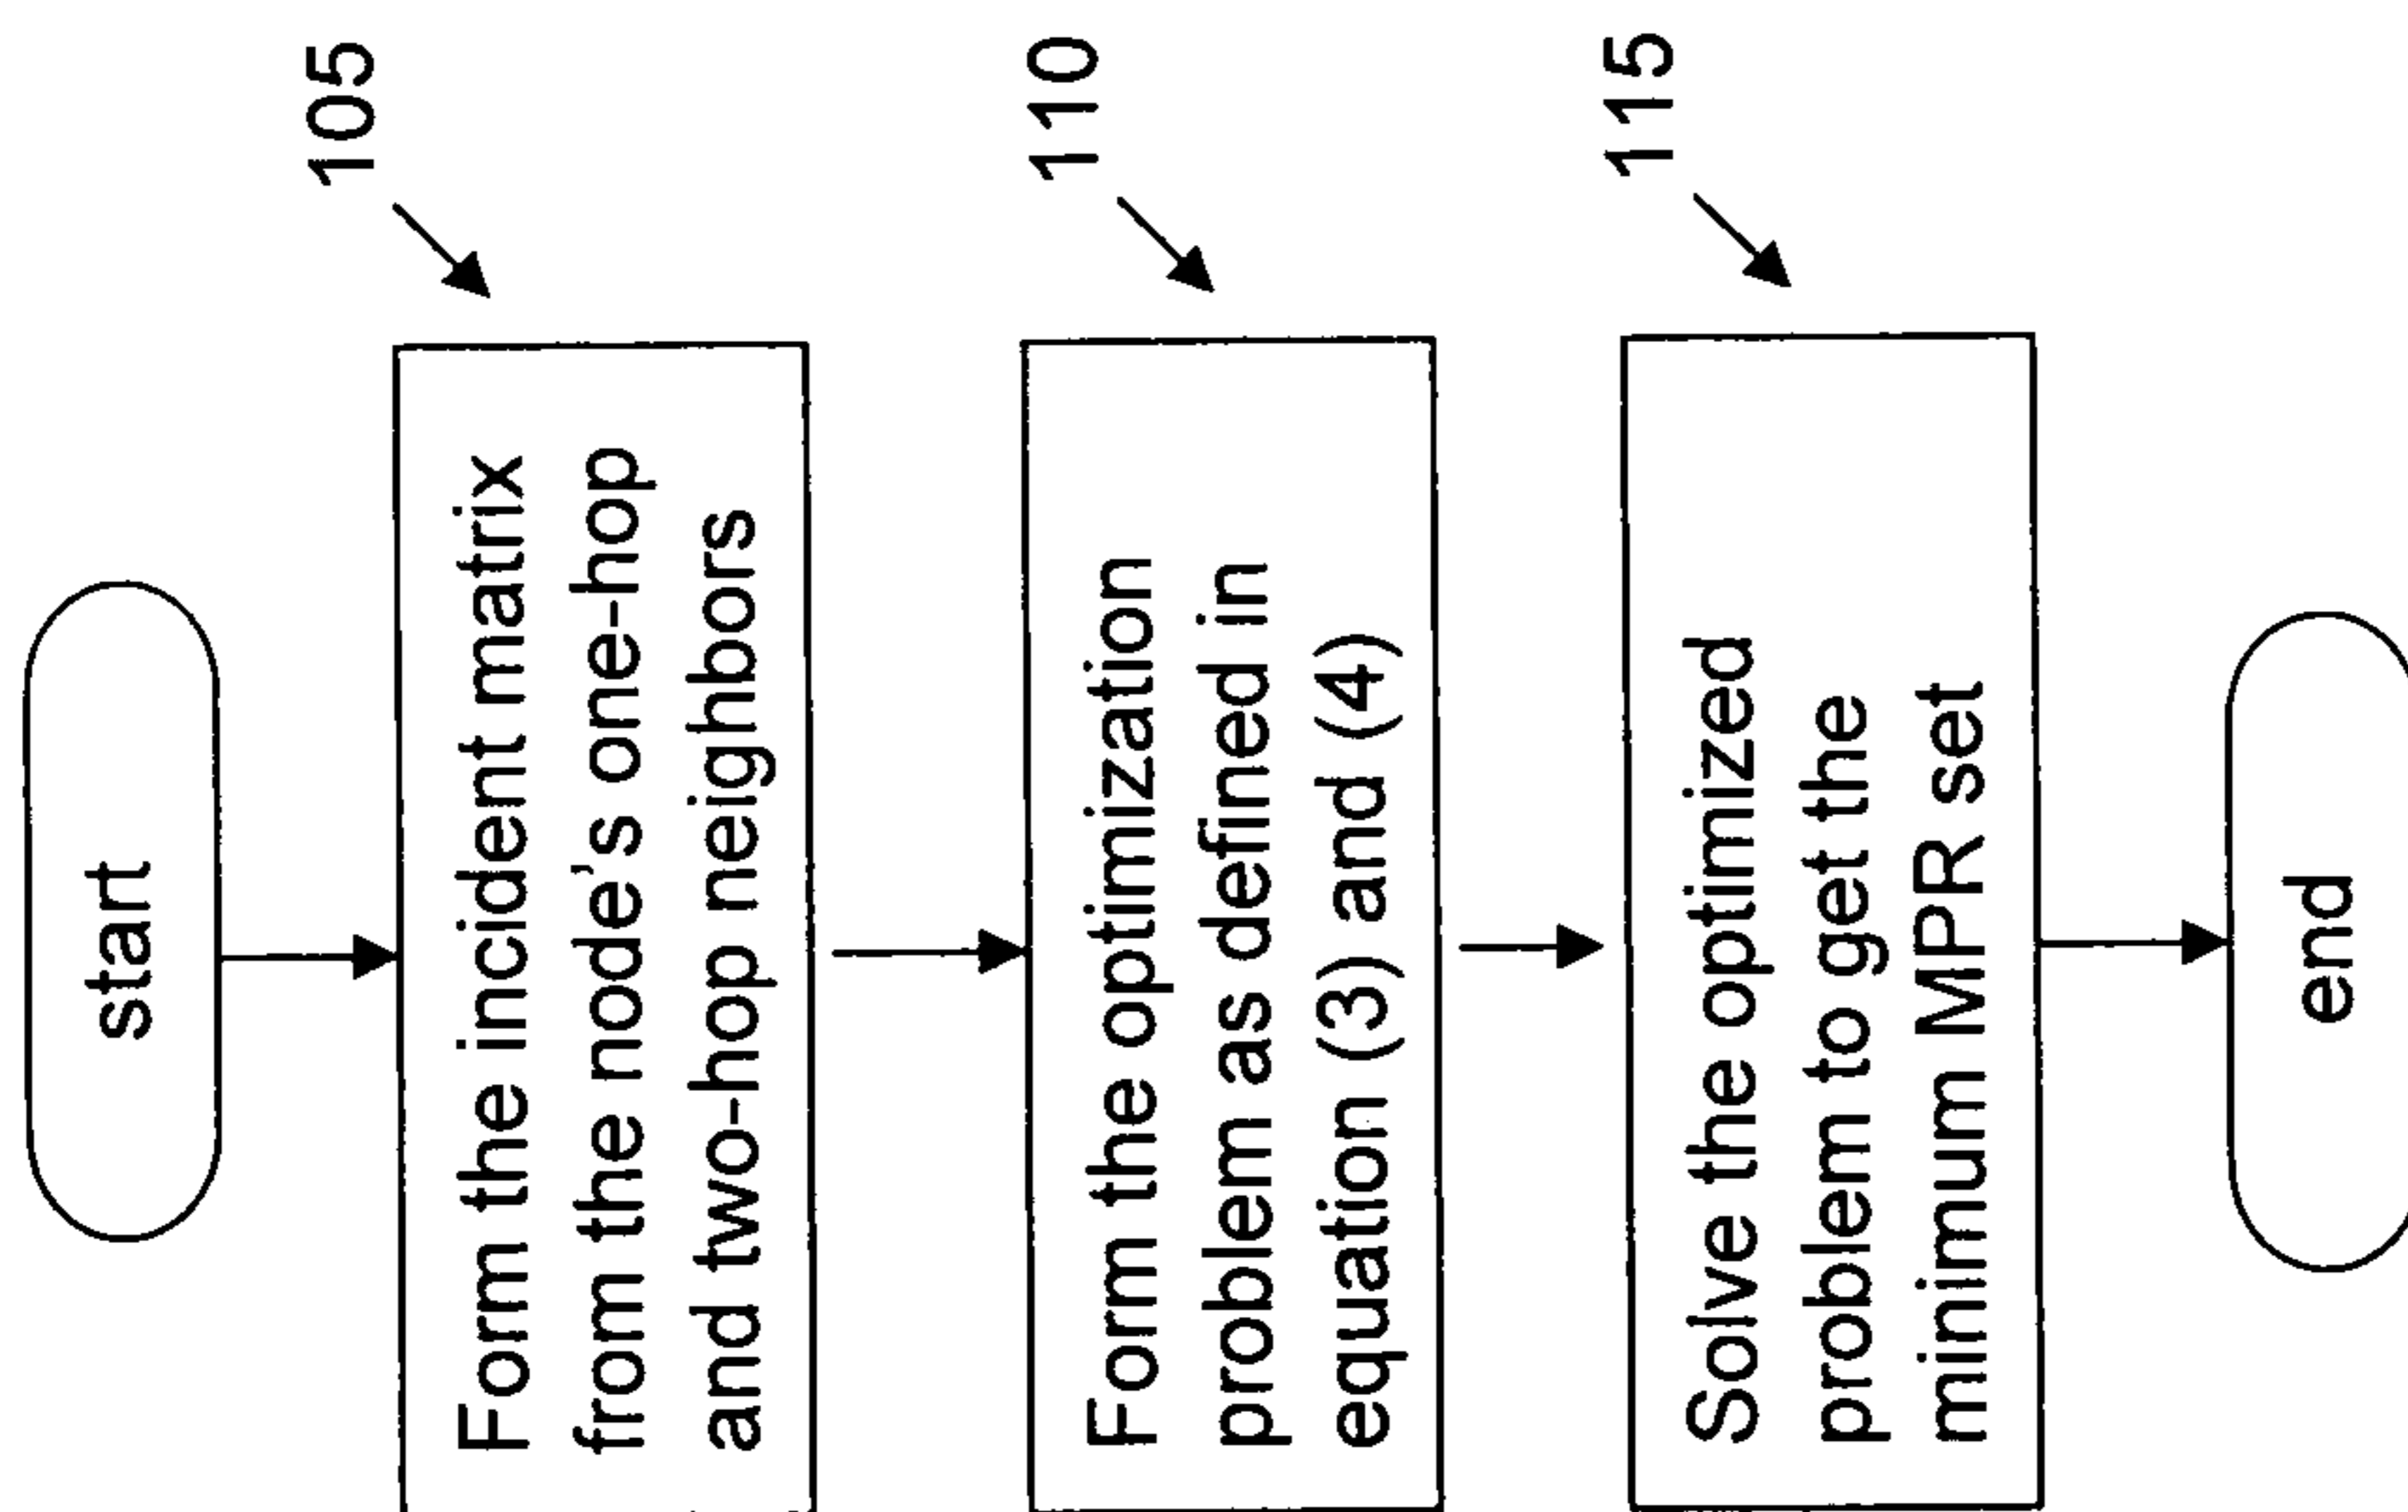 start
105
Form the incident matrix
from the node's one-hop
and two-hop neighbors
110
Form the optimization
problem as defined in
equation (3) and (4)
115
Solve the optimized
problem to get the
minimum MPR set
end